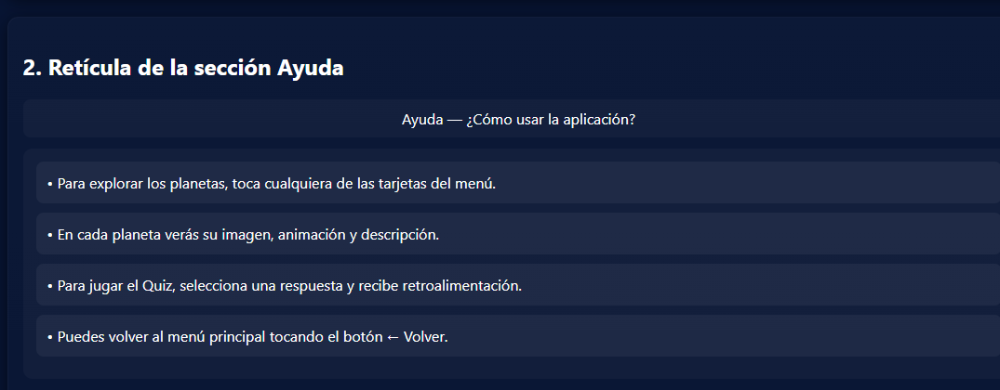 2. Retícula de la sección Ayuda
Ayuda — ¿Cómo usar la aplicación?
• Para explorar los planetas, toca cualquiera de las tarjetas del menú.
• En cada planeta verás su imagen, animación y descripción.
• Para jugar el Quiz, selecciona una respuesta y recibe retroalimentación.
• Puedes volver al menú principal tocando el botón ← Volver.